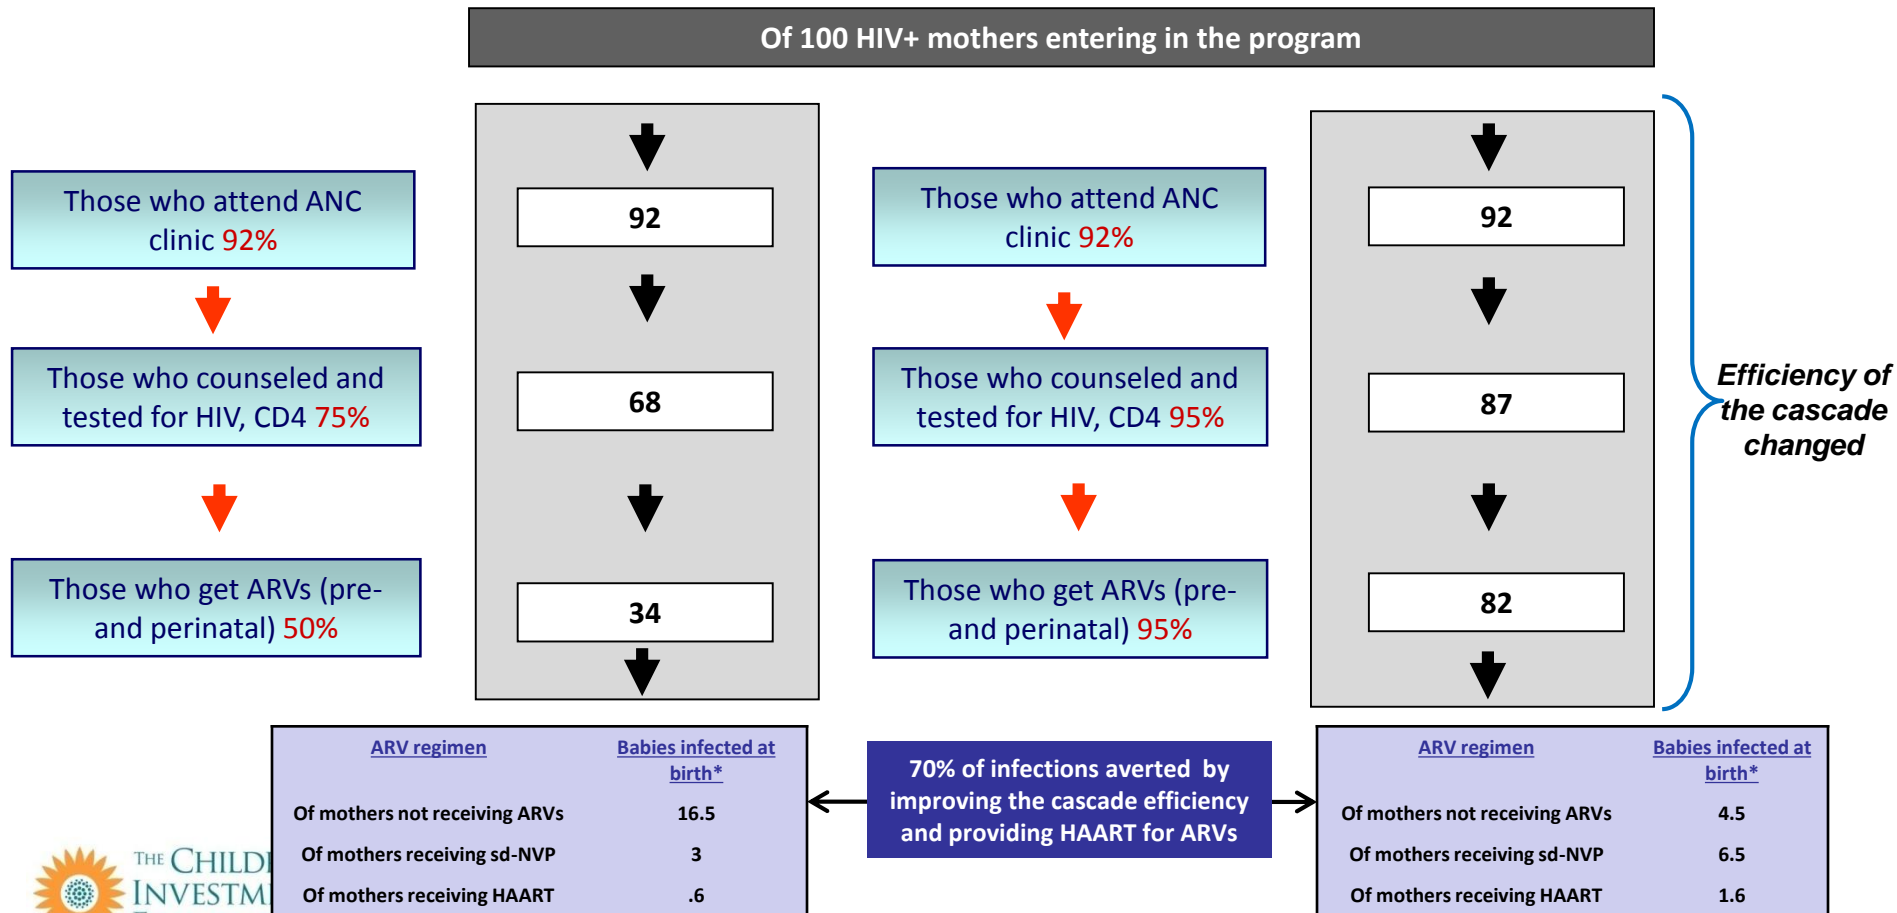 Of 100 HIV+ mothers entering in the program
Those who attend ANC
clinic 92%
92
Those who attend ANC
clinic 92%
92
Those who counseled and
tested for HIV, CD4 75%
68
Those who counseled and
tested for HIV, CD4 95%
87
Efficiency of
the cascade
changed
Those who get ARVs (pre-
and perinatal) 50%
34
Those who get ARVs (pre-
and perinatal) 95%
82
ARV regimen Babies infected at
birth*
Of mothers not receiving ARVs 16.5
Of mothers receiving sd-NVP 3
Of mothers receiving HAART .6
70% of infections averted by
improving the cascade efficiency
and providing HAART for ARVs
ARV regimen Babies infected at
birth*
Of mothers not receiving ARVs 4.5
Of mothers receiving sd-NVP 6.5
Of mothers receiving HAART 1.6
THE CHILD
INVESTM